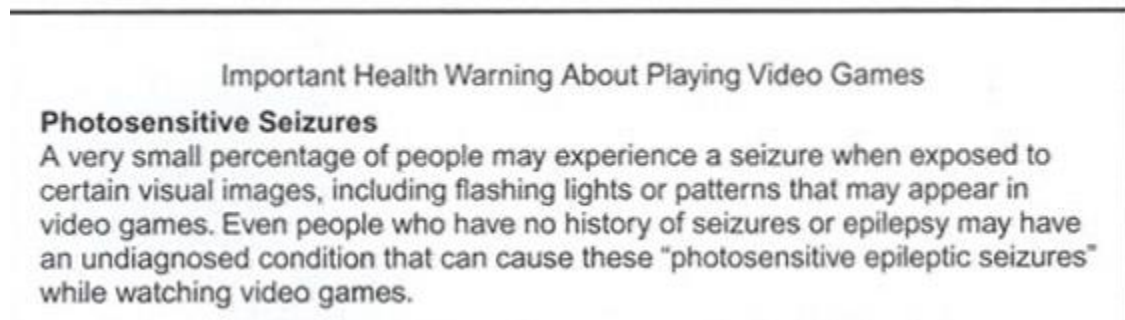 Important Health Warning About Playing Video Games
Photosensitive Seizures
A very small percentage of people may experience a seizure when exposed to
certain visual images, including flashing lights or patterns that may appear in
video games. Even people who have no history of seizures or epilepsy may have
an undiagnosed condition that can cause these “photosensitive epileptic seizures”
while watching video games.